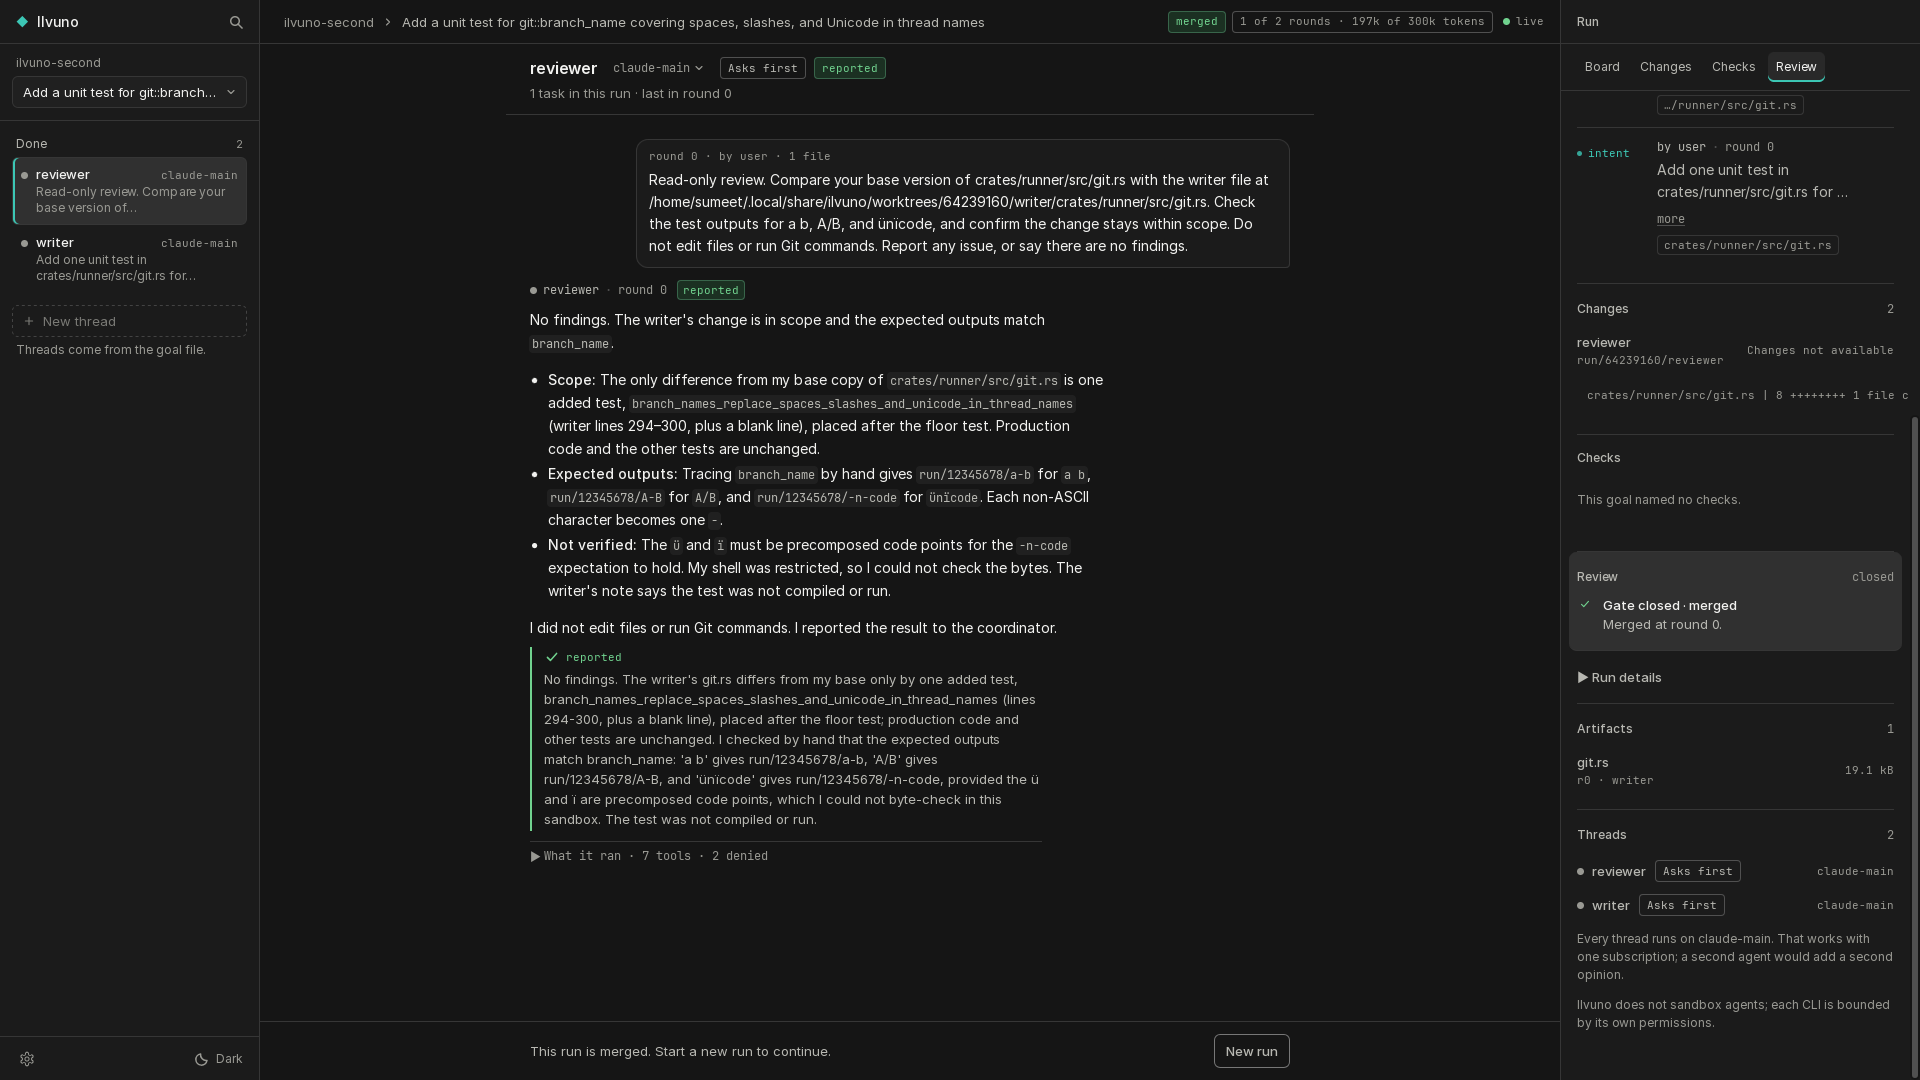 Ilvuno
ilvuno-second
Add a unit test for git::branch...
Done 2
reviewer claude-main
Read-only review. Compare your
base version of...
writer claude-main
Add one unit test in
crates/runner/src/git.rs for...
+ New thread
Threads come from the goal file.
Dark
ilvuno-second > Add a unit test for git::branch_name covering spaces, slashes, and Unicode in thread names
merged 1 of 2 rounds · 197k of 300k tokens live
reviewer claude-main Asks first reported
1 task in this run · last in round 0
round 0 · by user · 1 file
Read-only review. Compare your base version of crates/runner/src/git.rs with the writer file at
/home/sumeet/.local/share/ilvuno/worktrees/64239160/writer/crates/runner/src/git.rs. Check
the test outputs for a b, A/B, and ünïcode, and confirm the change stays within scope. Do
not edit files or run Git commands. Report any issue, or say there are no findings.
reviewer · round 0 reported
No findings. The writer's change is in scope and the expected outputs match
branch_name.
• Scope: The only difference from my base copy of crates/runner/src/git.rs is one
added test, branch_names_replace_spaces_slashes_and_unicode_in_thread_names
(writer lines 294–300, plus a blank line), placed after the floor test. Production
code and the other tests are unchanged.
• Expected outputs: Tracing branch_name by hand gives run/12345678/a-b for a b,
run/12345678/A-B for A/B, and run/12345678/-n-code for ünïcode. Each non-ASCII
character becomes one -.
• Not verified: The ü and ï must be precomposed code points for the -n-code
expectation to hold. My shell was restricted, so I could not check the bytes. The
writer's note says the test was not compiled or run.
I did not edit files or run Git commands. I reported the result to the coordinator.
reported
No findings. The writer's git.rs differs from my base only by one added test,
branch_names_replace_spaces_slashes_and_unicode_in_thread_names (lines
294-300, plus a blank line), placed after the floor test; production code and
other tests are unchanged. I checked by hand that the expected outputs
match branch_name: 'a b' gives run/12345678/a-b, 'A/B' gives
run/12345678/A-B, and 'ünïcode' gives run/12345678/-n-code, provided the ü
and ï are precomposed code points, which I could not byte-check in this
sandbox. The test was not compiled or run.
What it ran · 7 tools · 2 denied
This run is merged. Start a new run to continue.
New run
Run
Board Changes Checks Review
…/runner/src/git.rs
intent by user · round 0
Add one unit test in
crates/runner/src/git.rs for ...
more
crates/runner/src/git.rs
Changes 2
reviewer
run/64239160/reviewer Changes not available
crates/runner/src/git.rs | 8 ++++++++ 1 file c
Checks
This goal named no checks.
Review closed
Gate closed · merged
Merged at round 0.
Run details
Artifacts 1
git.rs
r0 · writer 19.1 kB
Threads 2
reviewer Asks first claude-main
writer Asks first claude-main
Every thread runs on claude-main. That works with
one subscription; a second agent would add a second
opinion.
Ilvuno does not sandbox agents; each CLI is bounded
by its own permissions.